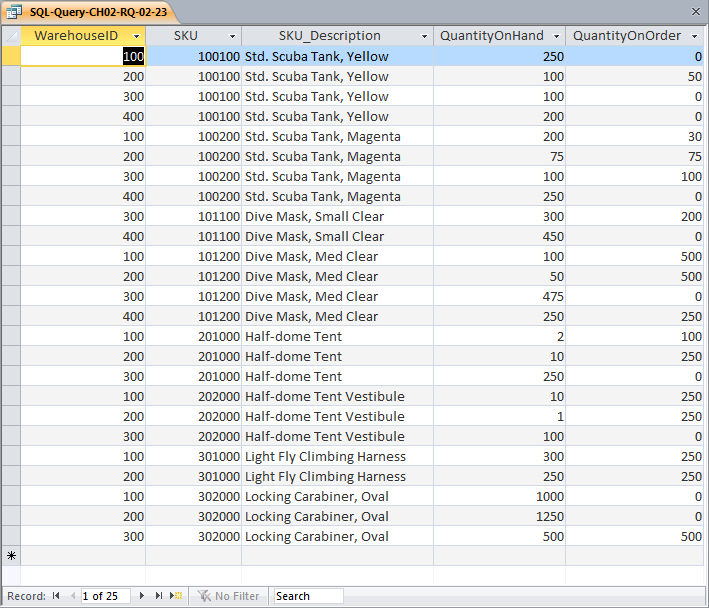 SQL-Query-CH02-RQ-02-23
WarehouseID SKU SKU_Description QuantityOnHand QuantityOnOrder
100 100100 Std. Scuba Tank, Yellow 250 0
200 100100 Std. Scuba Tank, Yellow 100 50
300 100100 Std. Scuba Tank, Yellow 100 0
400 100100 Std. Scuba Tank, Yellow 200 0
100 100200 Std. Scuba Tank, Magenta 200 30
200 100200 Std. Scuba Tank, Magenta 75 75
300 100200 Std. Scuba Tank, Magenta 100 100
400 100200 Std. Scuba Tank, Magenta 250 0
300 101100 Dive Mask, Small Clear 300 200
400 101100 Dive Mask, Small Clear 450 0
100 101200 Dive Mask, Med Clear 100 500
200 101200 Dive Mask, Med Clear 50 500
300 101200 Dive Mask, Med Clear 475 0
400 101200 Dive Mask, Med Clear 250 250
100 201000 Half-dome Tent 2 100
200 201000 Half-dome Tent 10 250
300 201000 Half-dome Tent 250 0
100 202000 Half-dome Tent Vestibule 10 250
200 202000 Half-dome Tent Vestibule 1 250
300 202000 Half-dome Tent Vestibule 100 0
100 301000 Light Fly Climbing Harness 300 250
200 301000 Light Fly Climbing Harness 250 250
100 302000 Locking Carabiner, Oval 1000 0
200 302000 Locking Carabiner, Oval 1250 0
300 302000 Locking Carabiner, Oval 500 500
Record: 1 of 25 No Filter Search